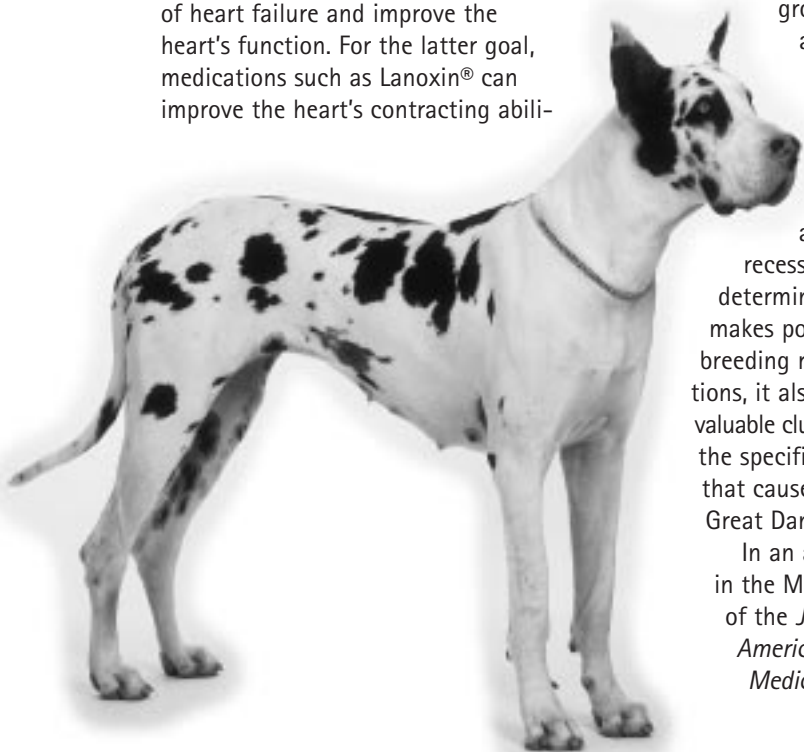 of heart failure and improve the
heart's function. For the latter goal,
medications such as Lanoxin® can
improve the heart's contracting abili-
gro
a
a
recess
determin
makes po
breeding r
tions, it als
valuable clu
the specifi
that cause
Great Dan
In an a
in the M
of the J
Americ
Medic